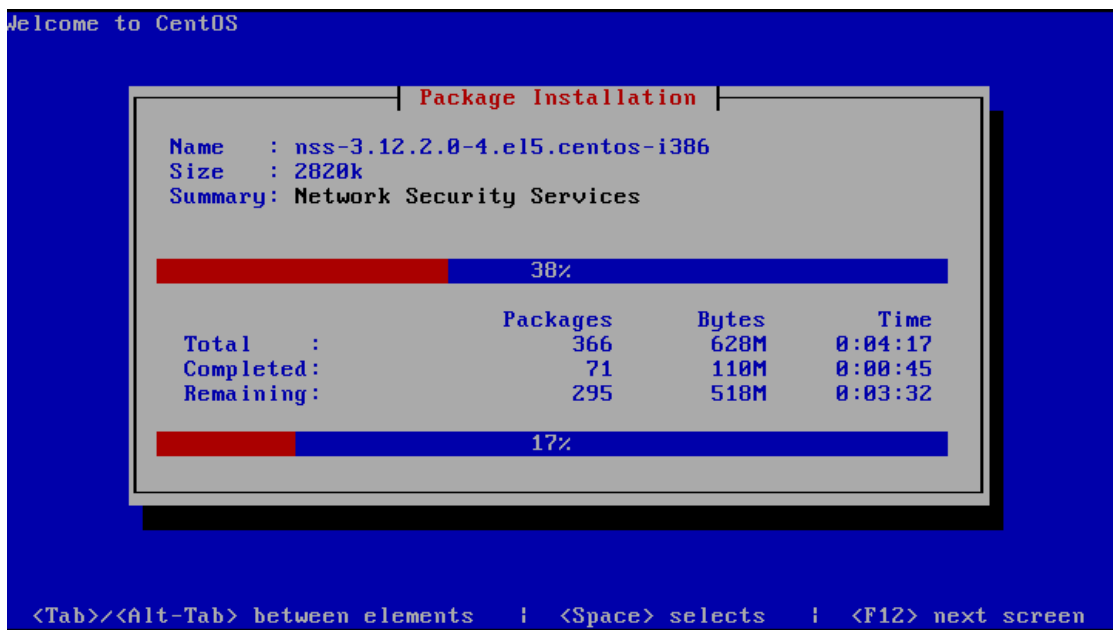 Welcome to CentOS
Package Installation
Name : nss-3.12.2.0-4.el5.centos-i386
Size : 2820k
Summary: Network Security Services
38%
Packages Bytes Time
Total : 366 628M 0:04:17
Completed: 71 110M 0:00:45
Remaining: 295 518M 0:03:32
17%
<Tab>/<Alt-Tab> between elements | <Space> selects | <F12> next screen